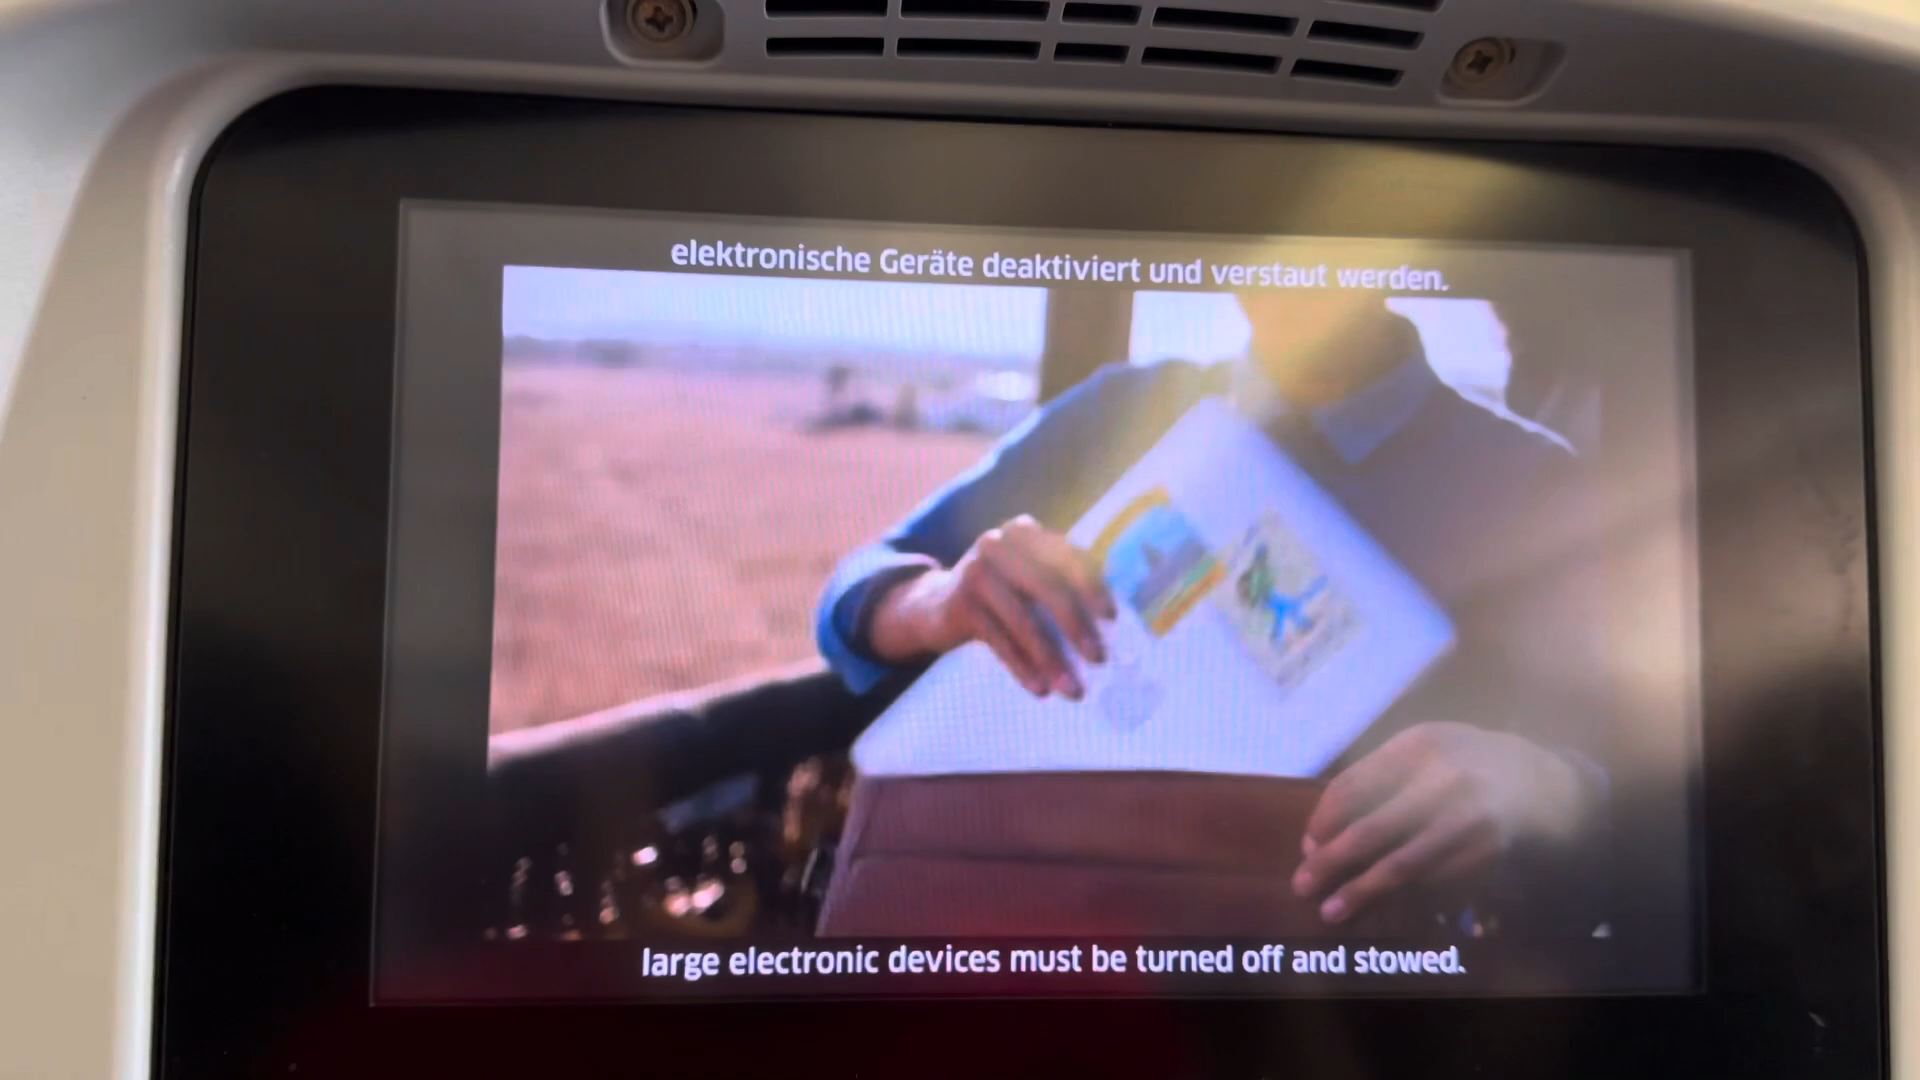 elektronische Geräte deaktiviert und verstaut werden.
large electronic devices must be turned off and stowed.